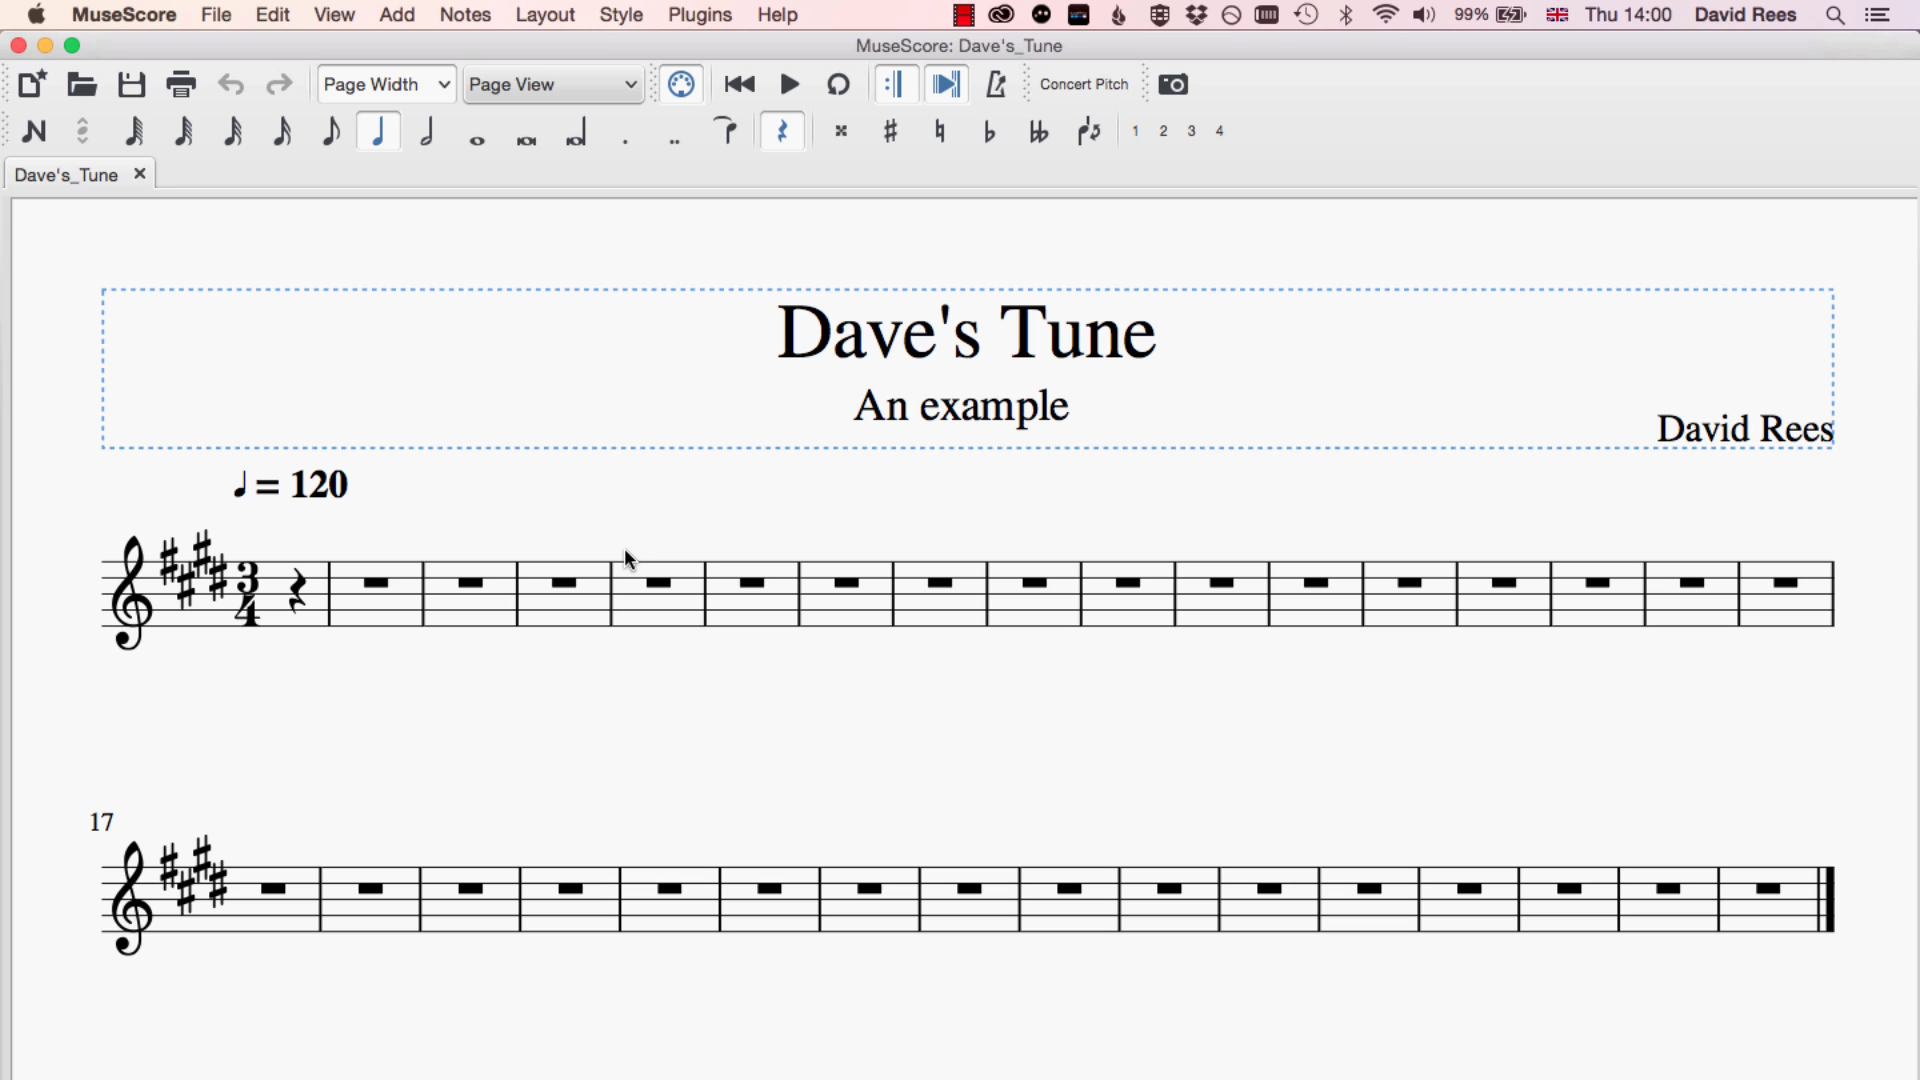 MuseScore File Edit View Add Notes Layout Style Plugins Help 99% Thu 14:00 David Rees
MuseScore: Dave's_Tune
Page Width Page View Concert Pitch
1 2 3 4
Dave's_Tune
Dave's Tune
An example
David Rees
= 120
3
4
17